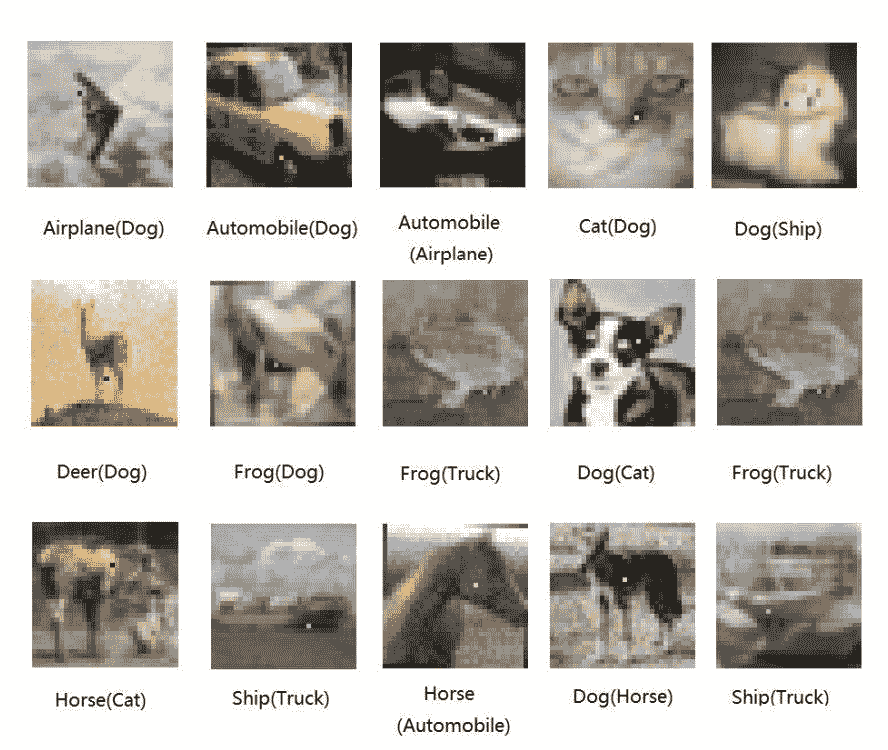 Airplane(Dog)
Automobile(Dog)
Automobile
(Airplane)
Cat(Dog)
Dog(Ship)
Deer(Dog)
Frog(Dog)
Frog(Truck)
Dog(Cat)
Frog(Truck)
Horse(Cat)
Ship(Truck)
Horse
(Automobile)
Dog(Horse)
Ship(Truck)